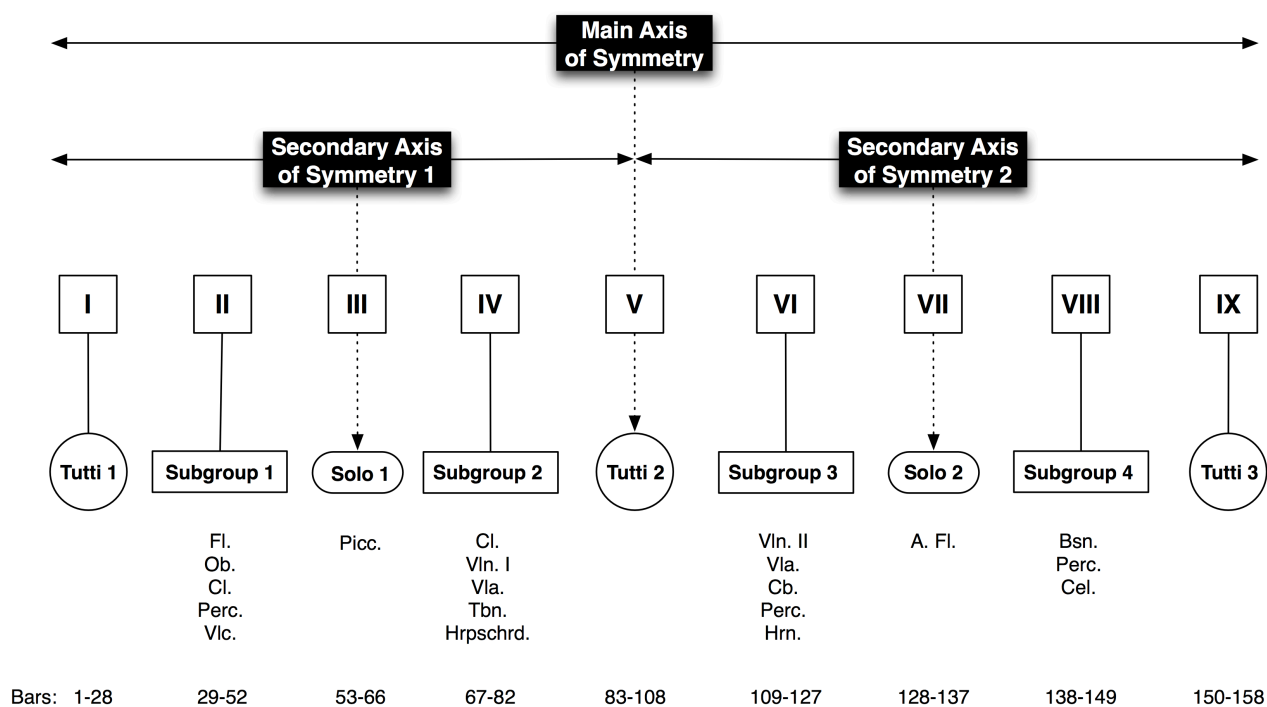 Main Axis
of Symmetry
Secondary Axis
of Symmetry 1
Secondary Axis
of Symmetry 2
I II III IV V VI VII VIII IX
Tutti 1 Subgroup 1 Solo 1 Subgroup 2 Tutti 2 Subgroup 3 Solo 2 Subgroup 4 Tutti 3
Fl. Picc. Cl. Vln. II A. Fl. Bsn.
Ob. Vln. I Vla. Perc.
Cl. Vla. Cb. Cel.
Perc. Tbn. Perc.
Vlc. Hrpschrd. Hrn.
Bars: 1-28 29-52 53-66 67-82 83-108 109-127 128-137 138-149 150-158